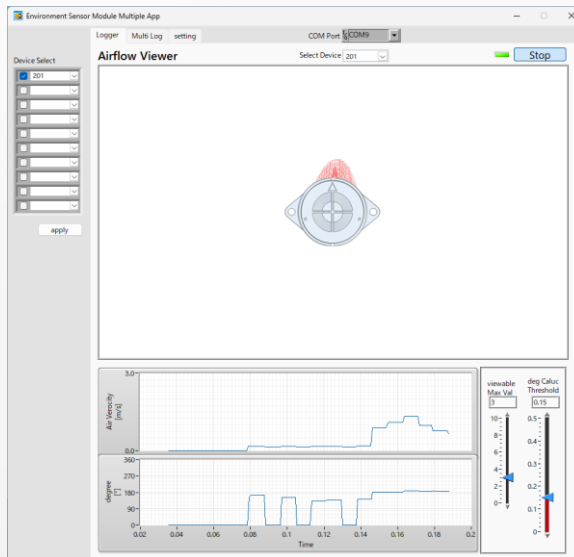 Environment Sensor Module Multiple App
Logger Multi Log setting COM Port COM9
Device Select
201
apply
Airflow Viewer Select Device 201 Stop
3.0
Air Verocity
[m/s]
0.0
360
270
degree
[°]
180
90
0
0.02 0.04 0.06 0.08 0.1 0.12 0.14 0.16 0.18 0.2
Time
viewable
Max Val
3
10
8
6
4
2
0
deg Caluc
Threshold
0.15
0.5
0.4
0.3
0.2
0.1
0